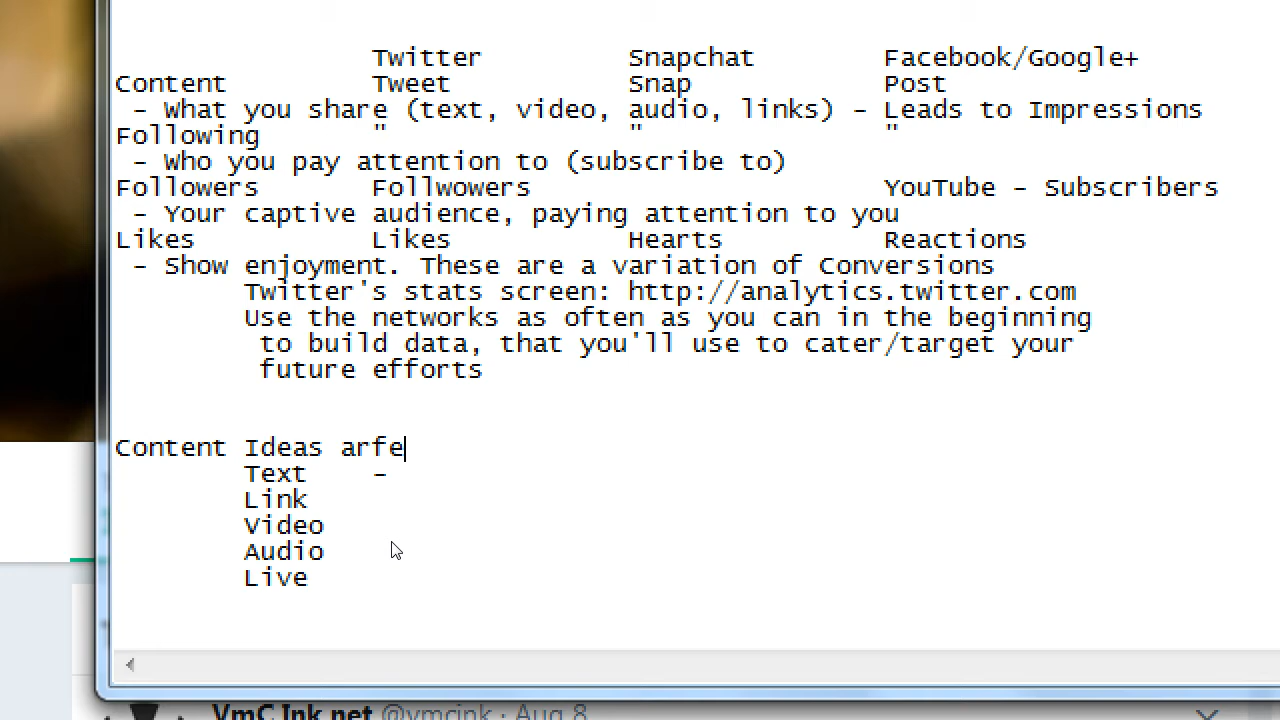 Twitter Snapchat Facebook/Google+
Content Tweet Snap Post
- What you share (text, video, audio, links) - Leads to Impressions
Following " " "
- Who you pay attention to (subscribe to)
Followers Follwowers YouTube - Subscribers
- Your captive audience, paying attention to you
Likes Likes Hearts Reactions
- Show enjoyment. These are a variation of Conversions
Twitter's stats screen: http://analytics.twitter.com
Use the networks as often as you can in the beginning
to build data, that you'll use to cater/target your
future efforts
Content Ideas arfe
Text -
Link
Video
Audio
Live
VmC Ink.net @vmcink · Aug 8